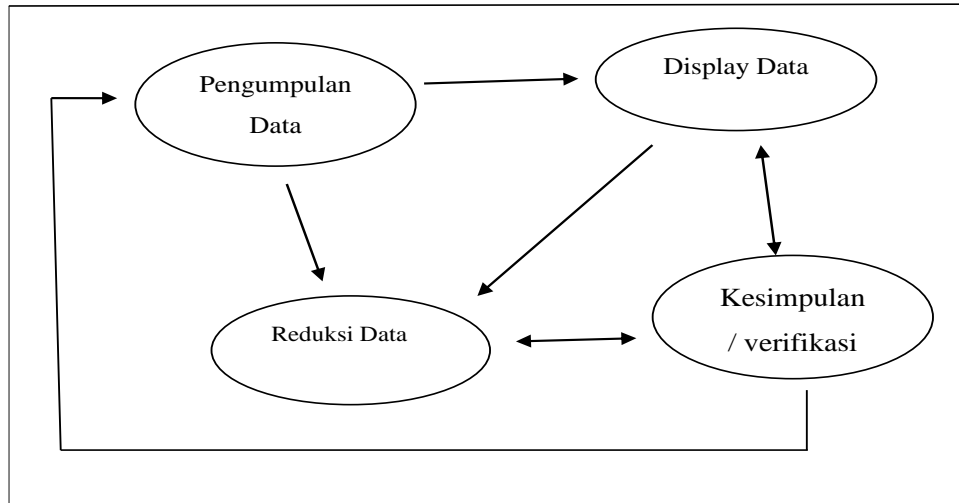 Pengumpulan
Data
Display Data
Reduksi Data
Kesimpulan
/ verifikasi